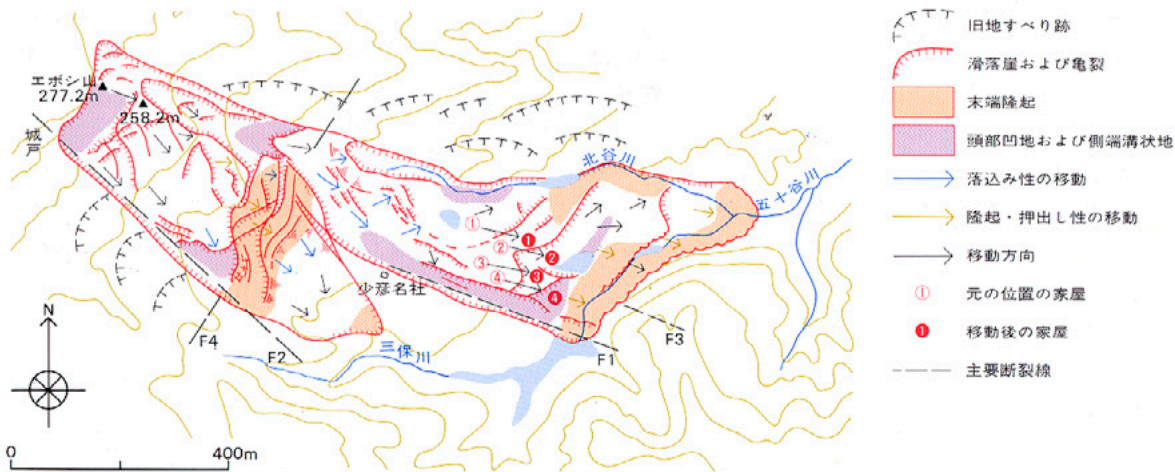 エボシ山
277.2m
258.2m
城戸
北谷川
五十谷川
①
②
③
④
❶
❷
❸
❹
少彦名社
三保川
F4
F2
F1
F3
N
0
400m
旧地すべり跡
滑落崖および亀裂
末端隆起
頭部凹地および側端溝状地
落込み性の移動
隆起・押出し性の移動
移動方向
① 元の位置の家屋
❶ 移動後の家屋
主要断裂線